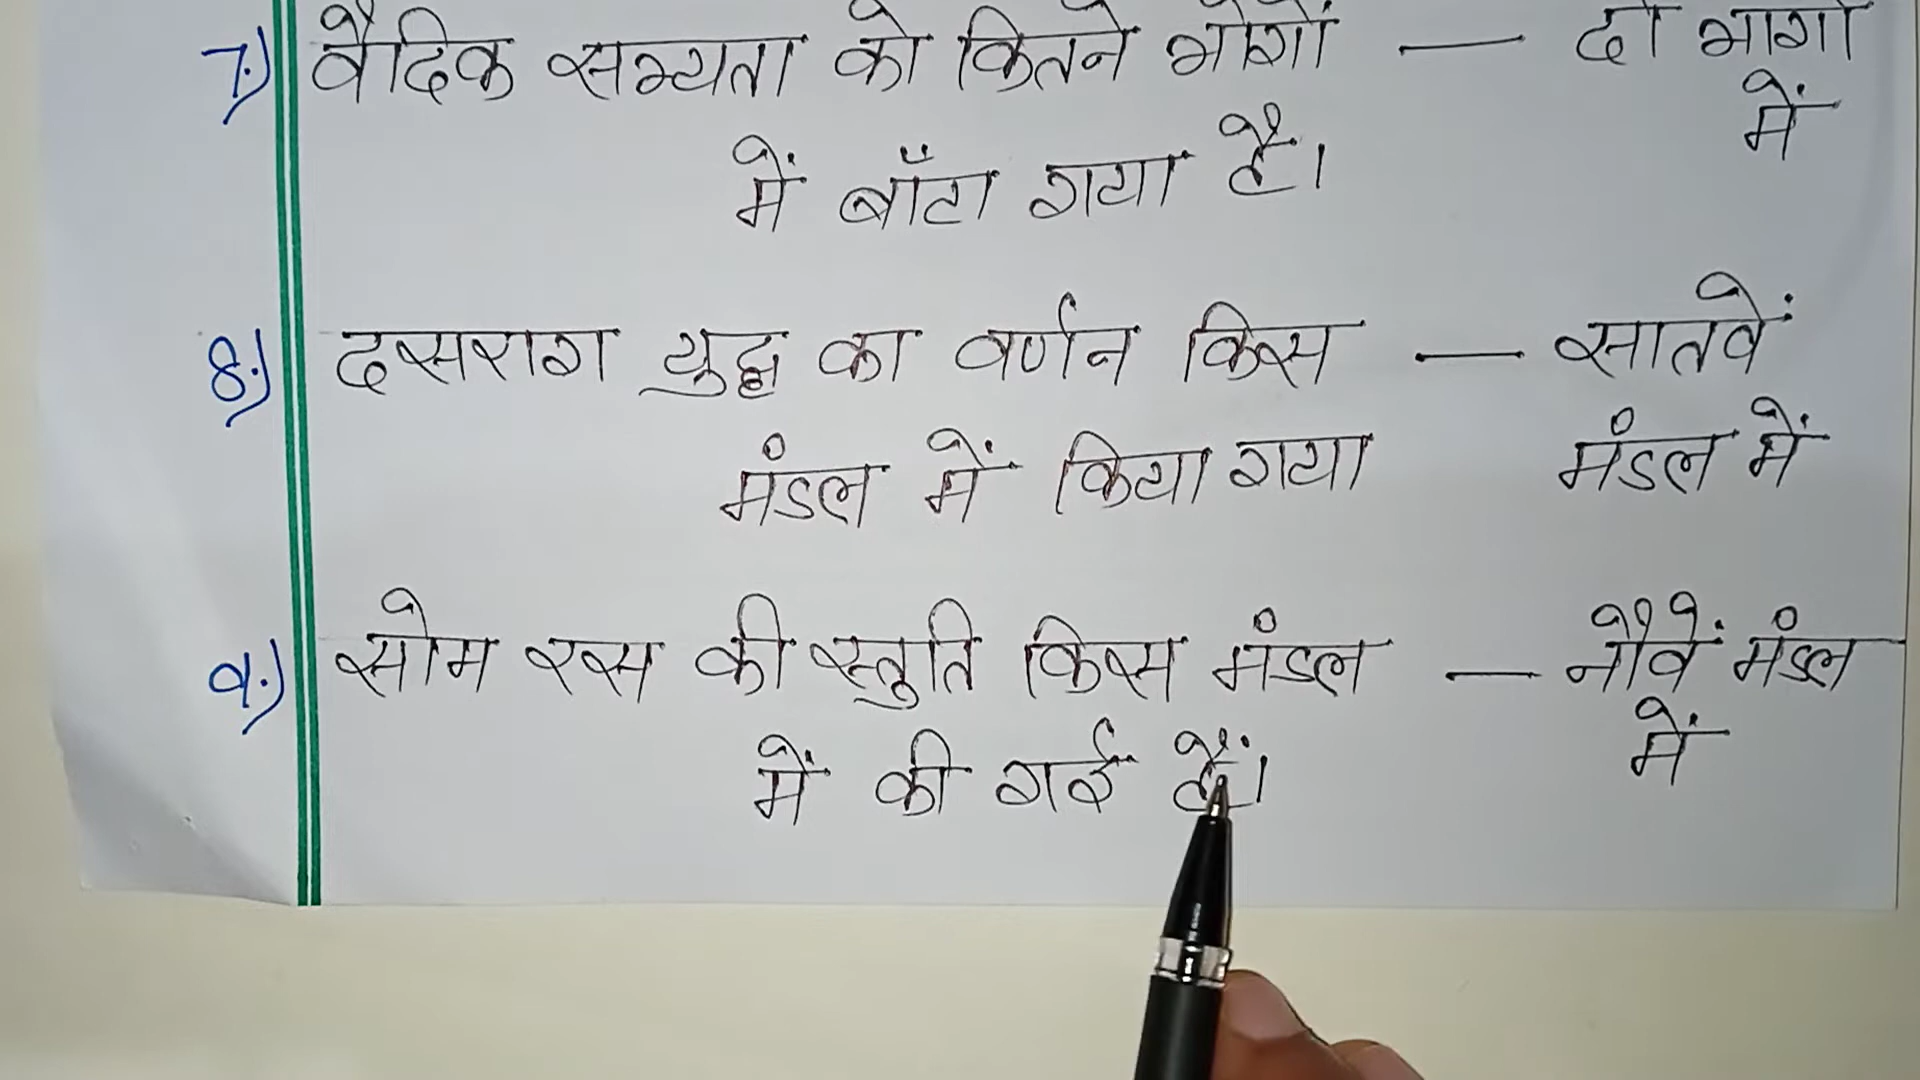 7.) वैदिक सभ्यता को कितने भागों — दो भागों
में
में बाँटा गया है।
8.) दसराग युद्ध का वर्णन किस — सातवें
मंडल में किया गया मंडल में
9.) सोम रस की स्तुति किस मंडल — नौवें मंडल
में
में की गई हैं।